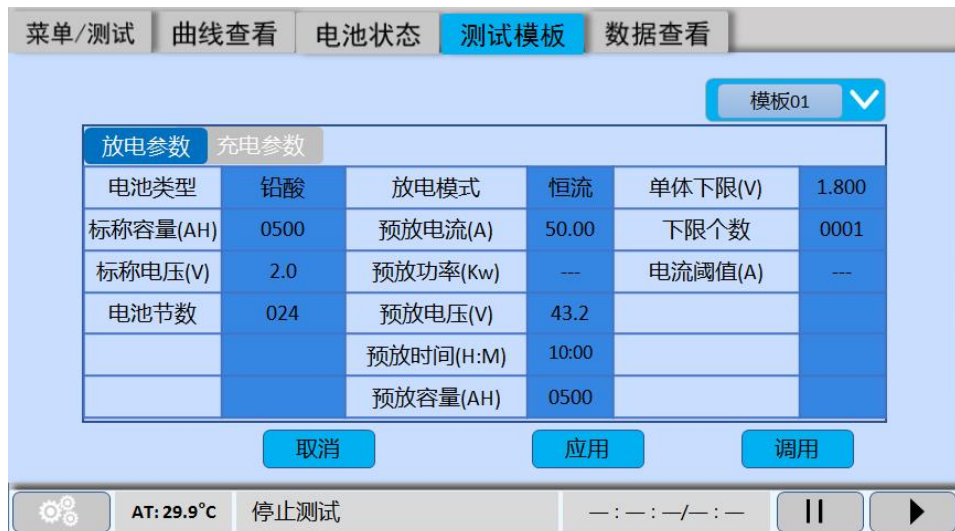 菜单/测试 曲线查看 电池状态 测试模板 数据查看
模板01
放电参数 充电参数
电池类型 铅酸 放电模式 恒流 单体下限(V) 1.800
标称容量(AH) 0500 预放电流(A) 50.00 下限个数 0001
标称电压(V) 2.0 预放功率(Kw) --- 电流阈值(A) ---
电池节数 024 预放电压(V) 43.2
预放时间(H:M) 10:00
预放容量(AH) 0500
取消 应用 调用
AT: 29.9°C 停止测试 —:—:—/—:—